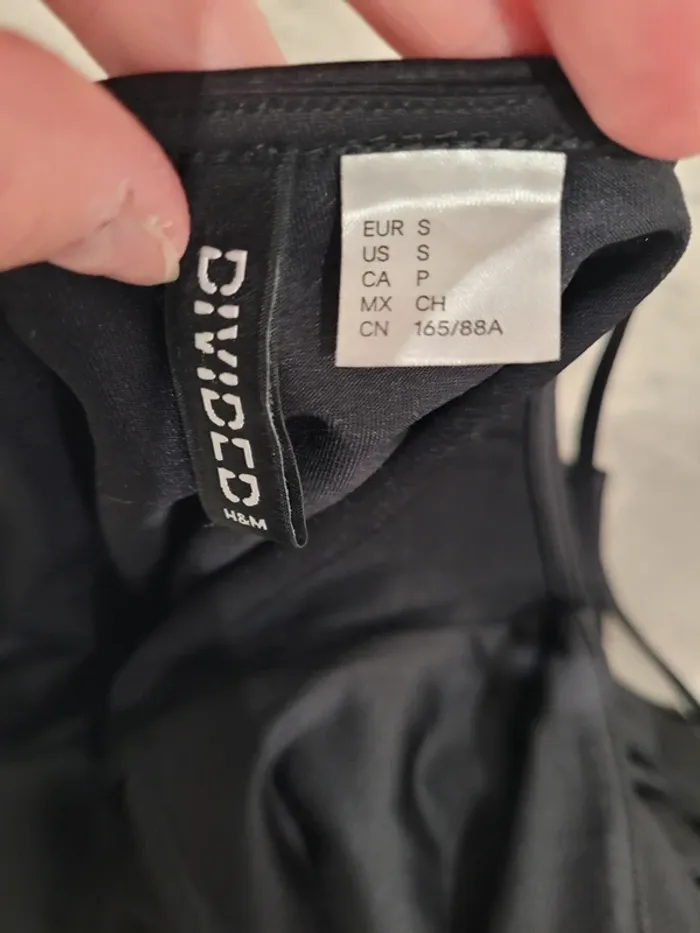 DIVIDED
H&M
EUR S
US S
CA P
MX CH
CN 165/88A